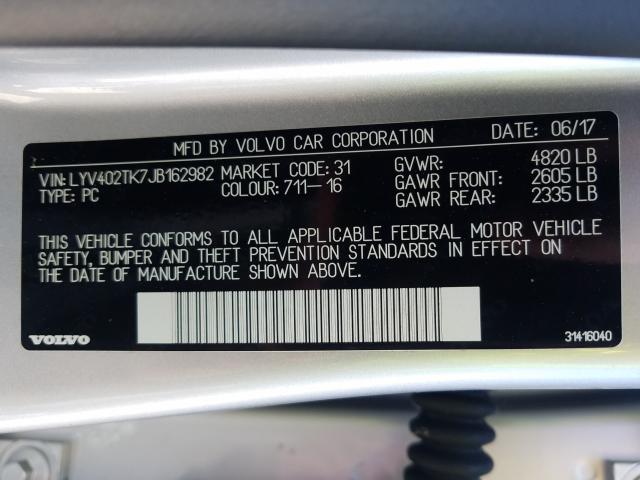 MFD BY VOLVO CAR CORPORATION DATE: 06/17
VIN: LYV402TK7JB162982 MARKET CODE: 31 GVWR: 4820 LB
TYPE: PC COLOUR: 711-16 GAWR FRONT: 2605 LB
GAWR REAR: 2335 LB
THIS VEHICLE CONFORMS TO ALL APPLICABLE FEDERAL MOTOR VEHICLE
SAFETY, BUMPER AND THEFT PREVENTION STANDARDS IN EFFECT ON
THE DATE OF MANUFACTURE SHOWN ABOVE.
VOLVO 31416040